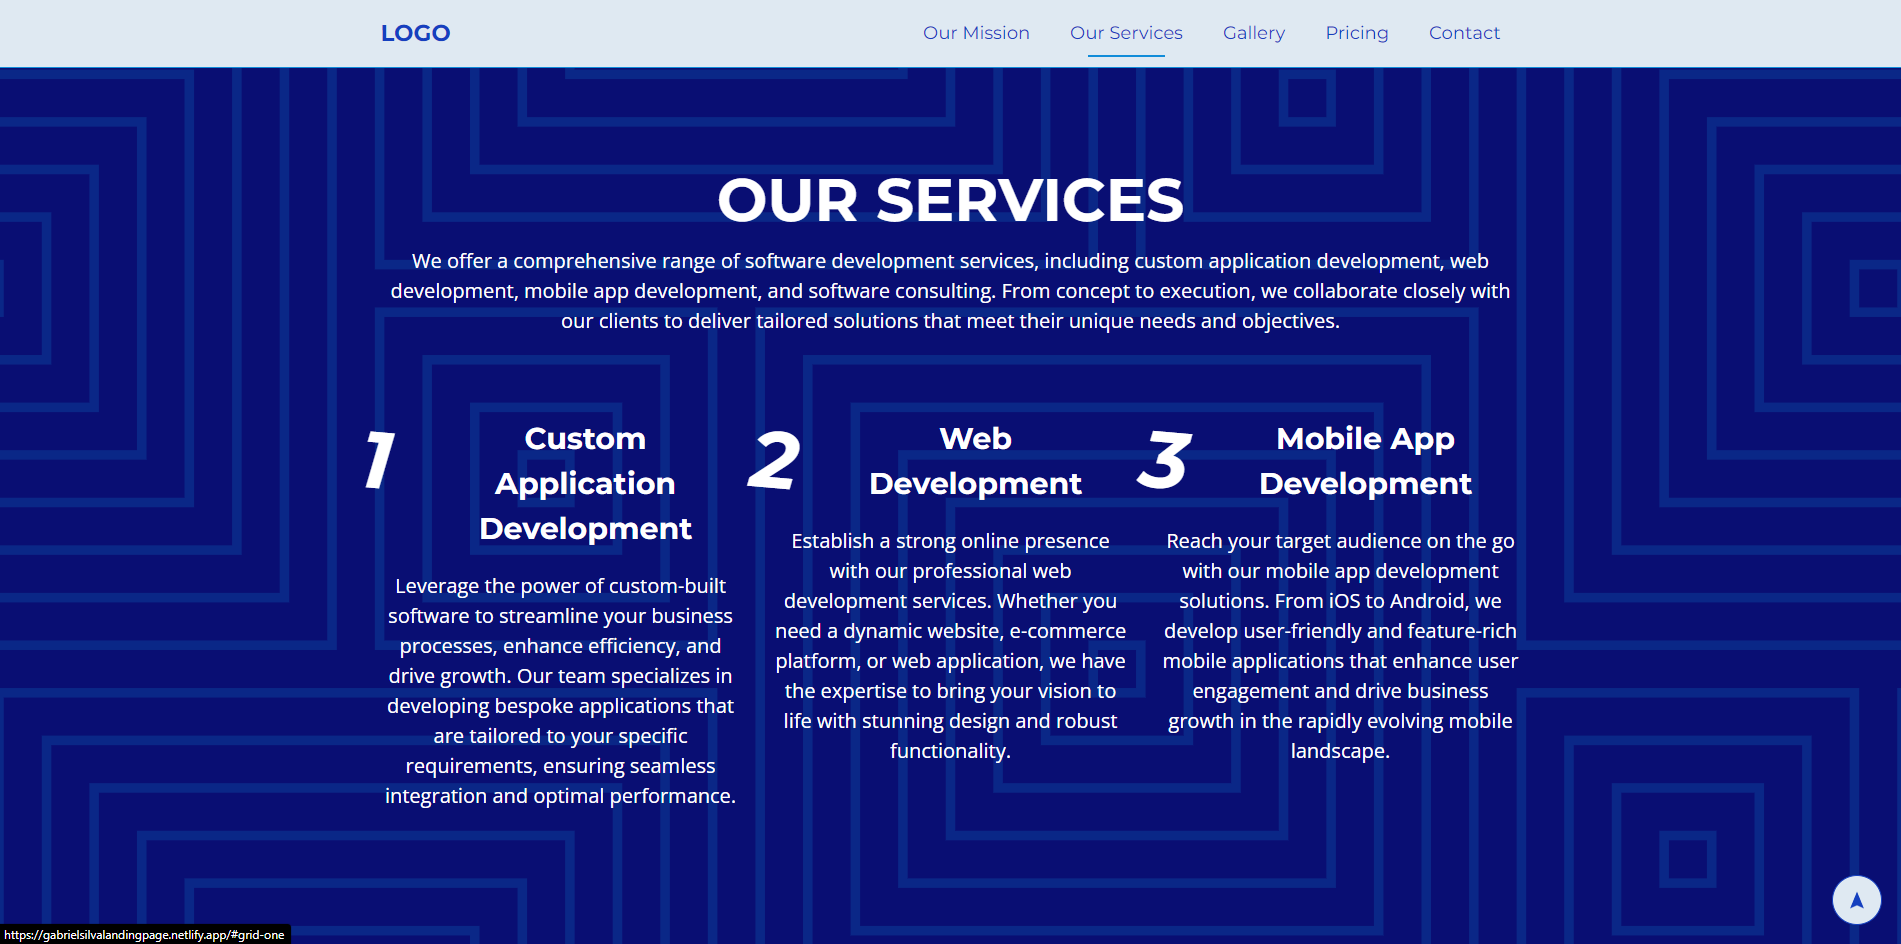 LOGO
Our Mission
Our Services
Gallery
Pricing
Contact
OUR SERVICES
We offer a comprehensive range of software development services, including custom application development, web
development, mobile app development, and software consulting. From concept to execution, we collaborate closely with
our clients to deliver tailored solutions that meet their unique needs and objectives.
1
Custom
Application
Development
Leverage the power of custom-built
software to streamline your business
processes, enhance efficiency, and
drive growth. Our team specializes in
developing bespoke applications that
are tailored to your specific
requirements, ensuring seamless
integration and optimal performance.
2
Web
Development
Establish a strong online presence
with our professional web
development services. Whether you
need a dynamic website, e-commerce
platform, or web application, we have
the expertise to bring your vision to
life with stunning design and robust
functionality.
3
Mobile App
Development
Reach your target audience on the go
with our mobile app development
solutions. From iOS to Android, we
develop user-friendly and feature-rich
mobile applications that enhance user
engagement and drive business
growth in the rapidly evolving mobile
landscape.
https://gabrielsilvalandingpage.netlify.app/#grid-one